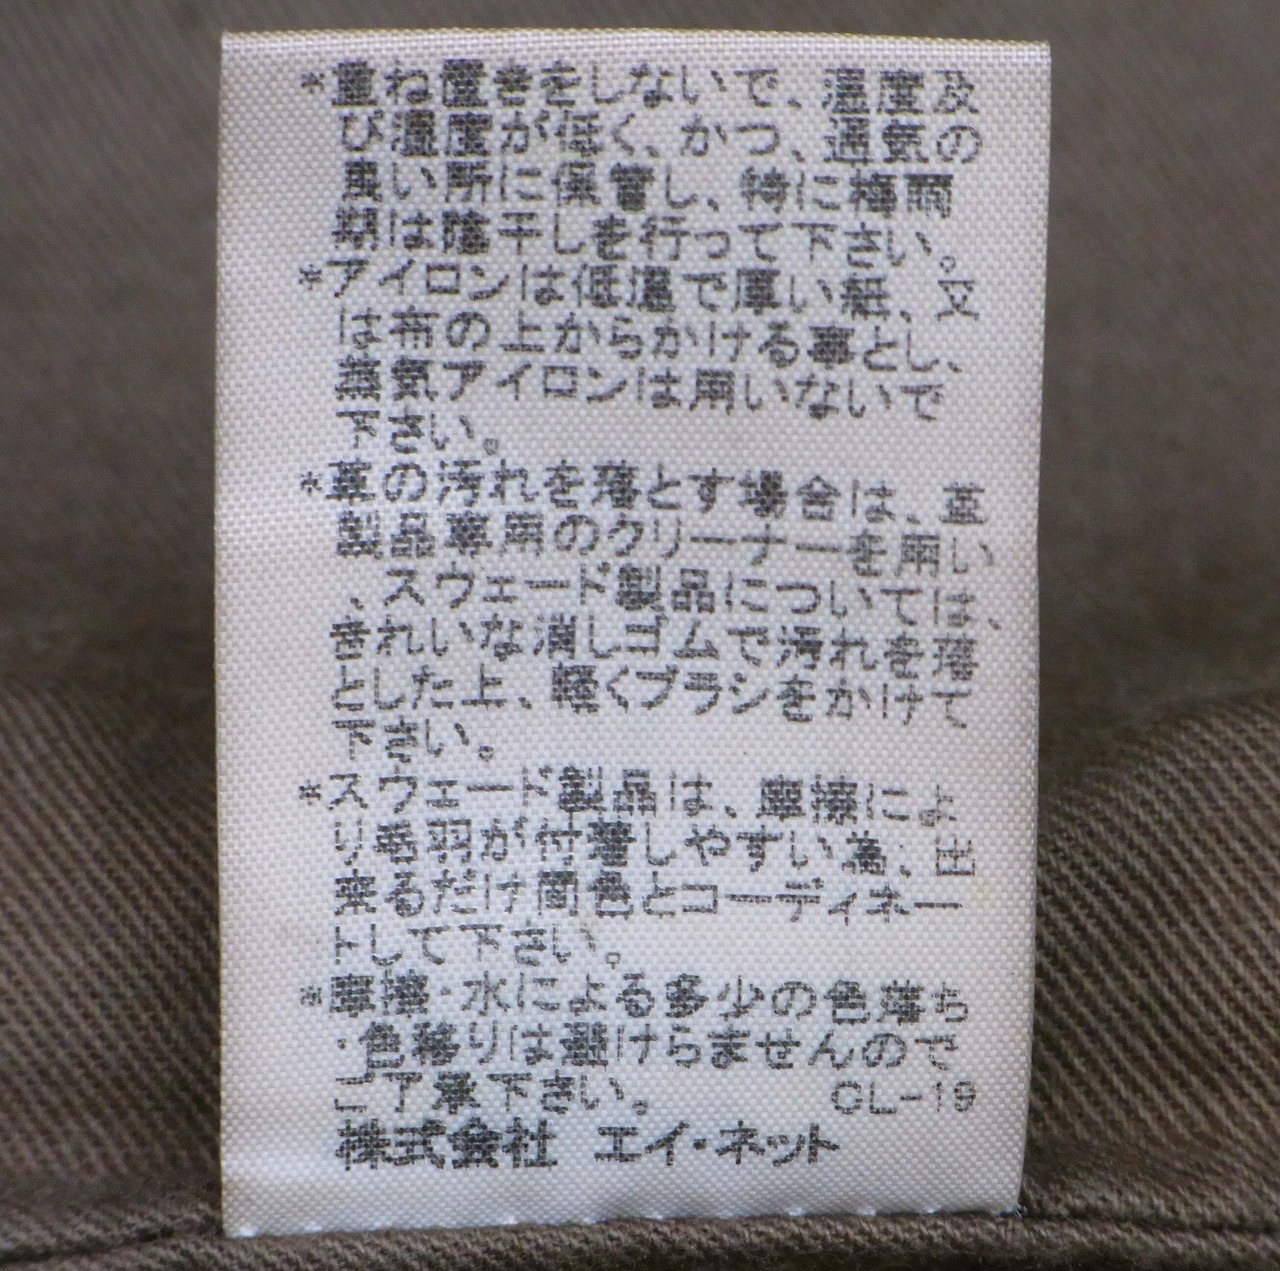 *重ね置きをしないで、温度及
び湿度が低く、かつ、通気の
良い所に保管し、特に梅雨
期は陰干しを行って下さい。
*アイロンは低温で厚い紙、又
は布の上からかける事とし、
蒸気アイロンは用いないで
下さい。
*革の汚れを落とす場合は、革
製品専用のクリーナーを用い
、スウェード製品については、
きれいな消しゴムで汚れを落
とした上、軽くブラシをかけて
下さい。
*スウェード製品は、摩擦によ
り毛羽が付着しやすい為、出
来るだけ同色とコーディネー
トして下さい。
*摩擦・水による多少の色落ち
・色移りは避けらませんので
ご了承下さい。 CL-19
株式会社 エイ・ネット